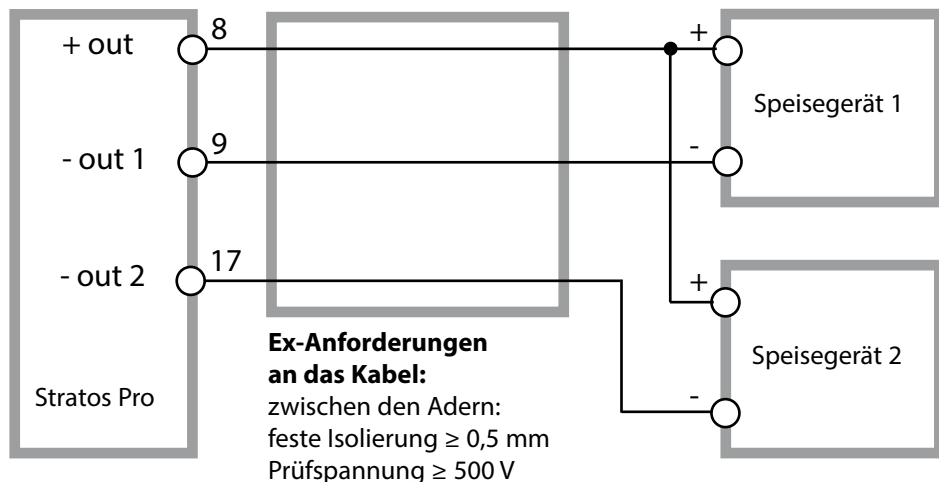 + out
8
+
Speisegerät 1
- out 1
9
-
- out 2
17
+
Speisegerät 2
-
Stratos Pro
Ex-Anforderungen
an das Kabel:
zwischen den Adern:
feste Isolierung ≥ 0,5 mm
Prüfspannung ≥ 500 V